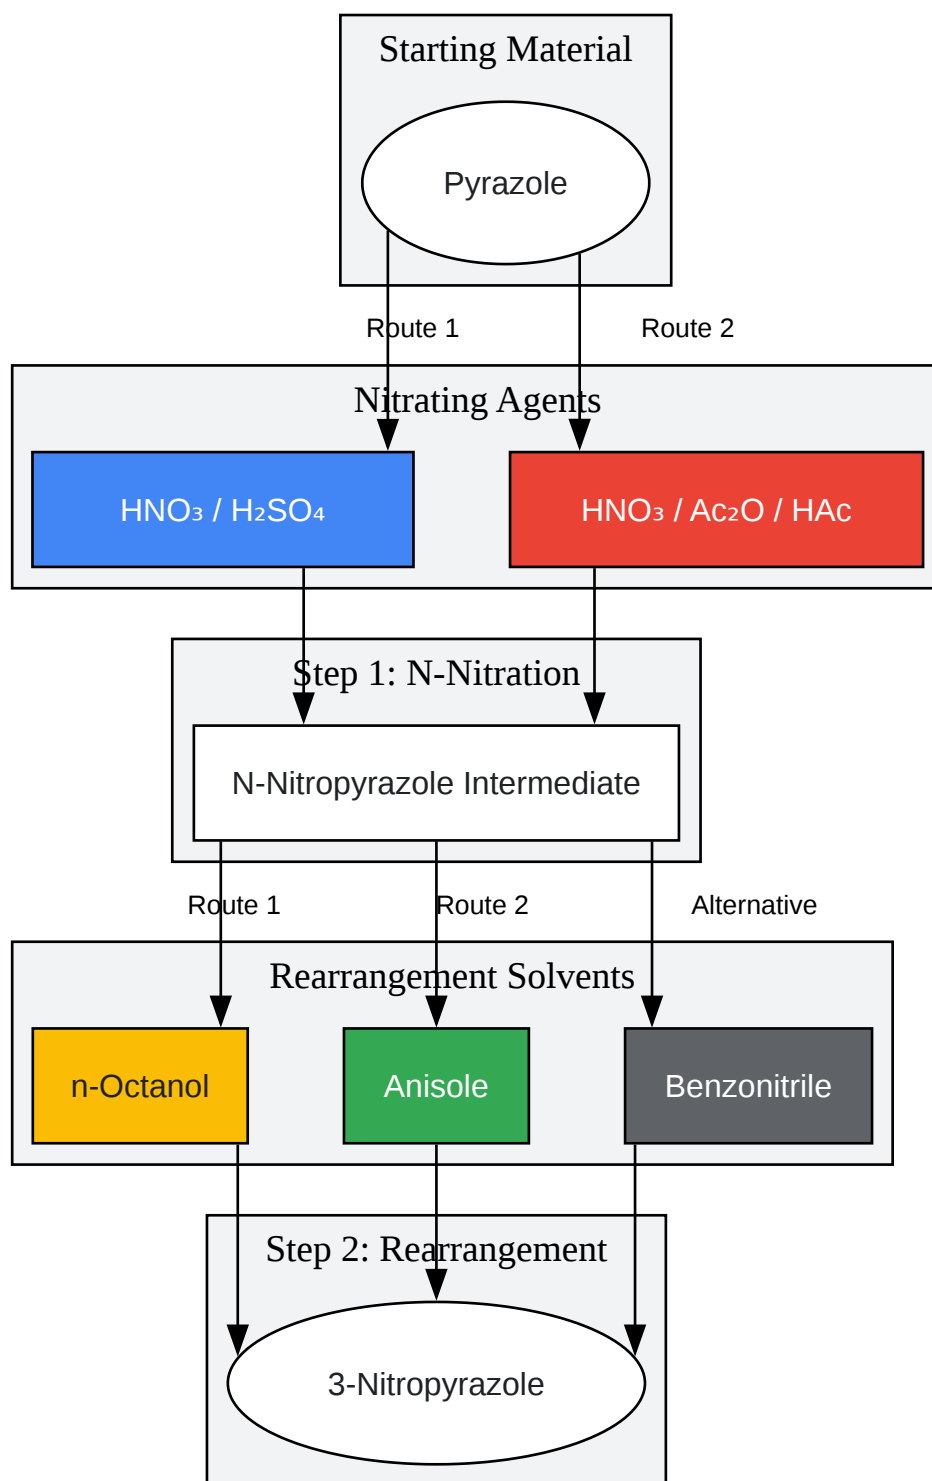 Starting Material
Pyrazole
Route 1
Route 2
Nitrating Agents
HNO₃ / H₂SO₄
HNO₃ / Ac₂O / HAc
Step 1: N-Nitration
N-Nitropyrazole Intermediate
Route 1
Route 2
Alternative
Rearrangement Solvents
n-Octanol
Anisole
Benzonitrile
Step 2: Rearrangement
3-Nitropyrazole